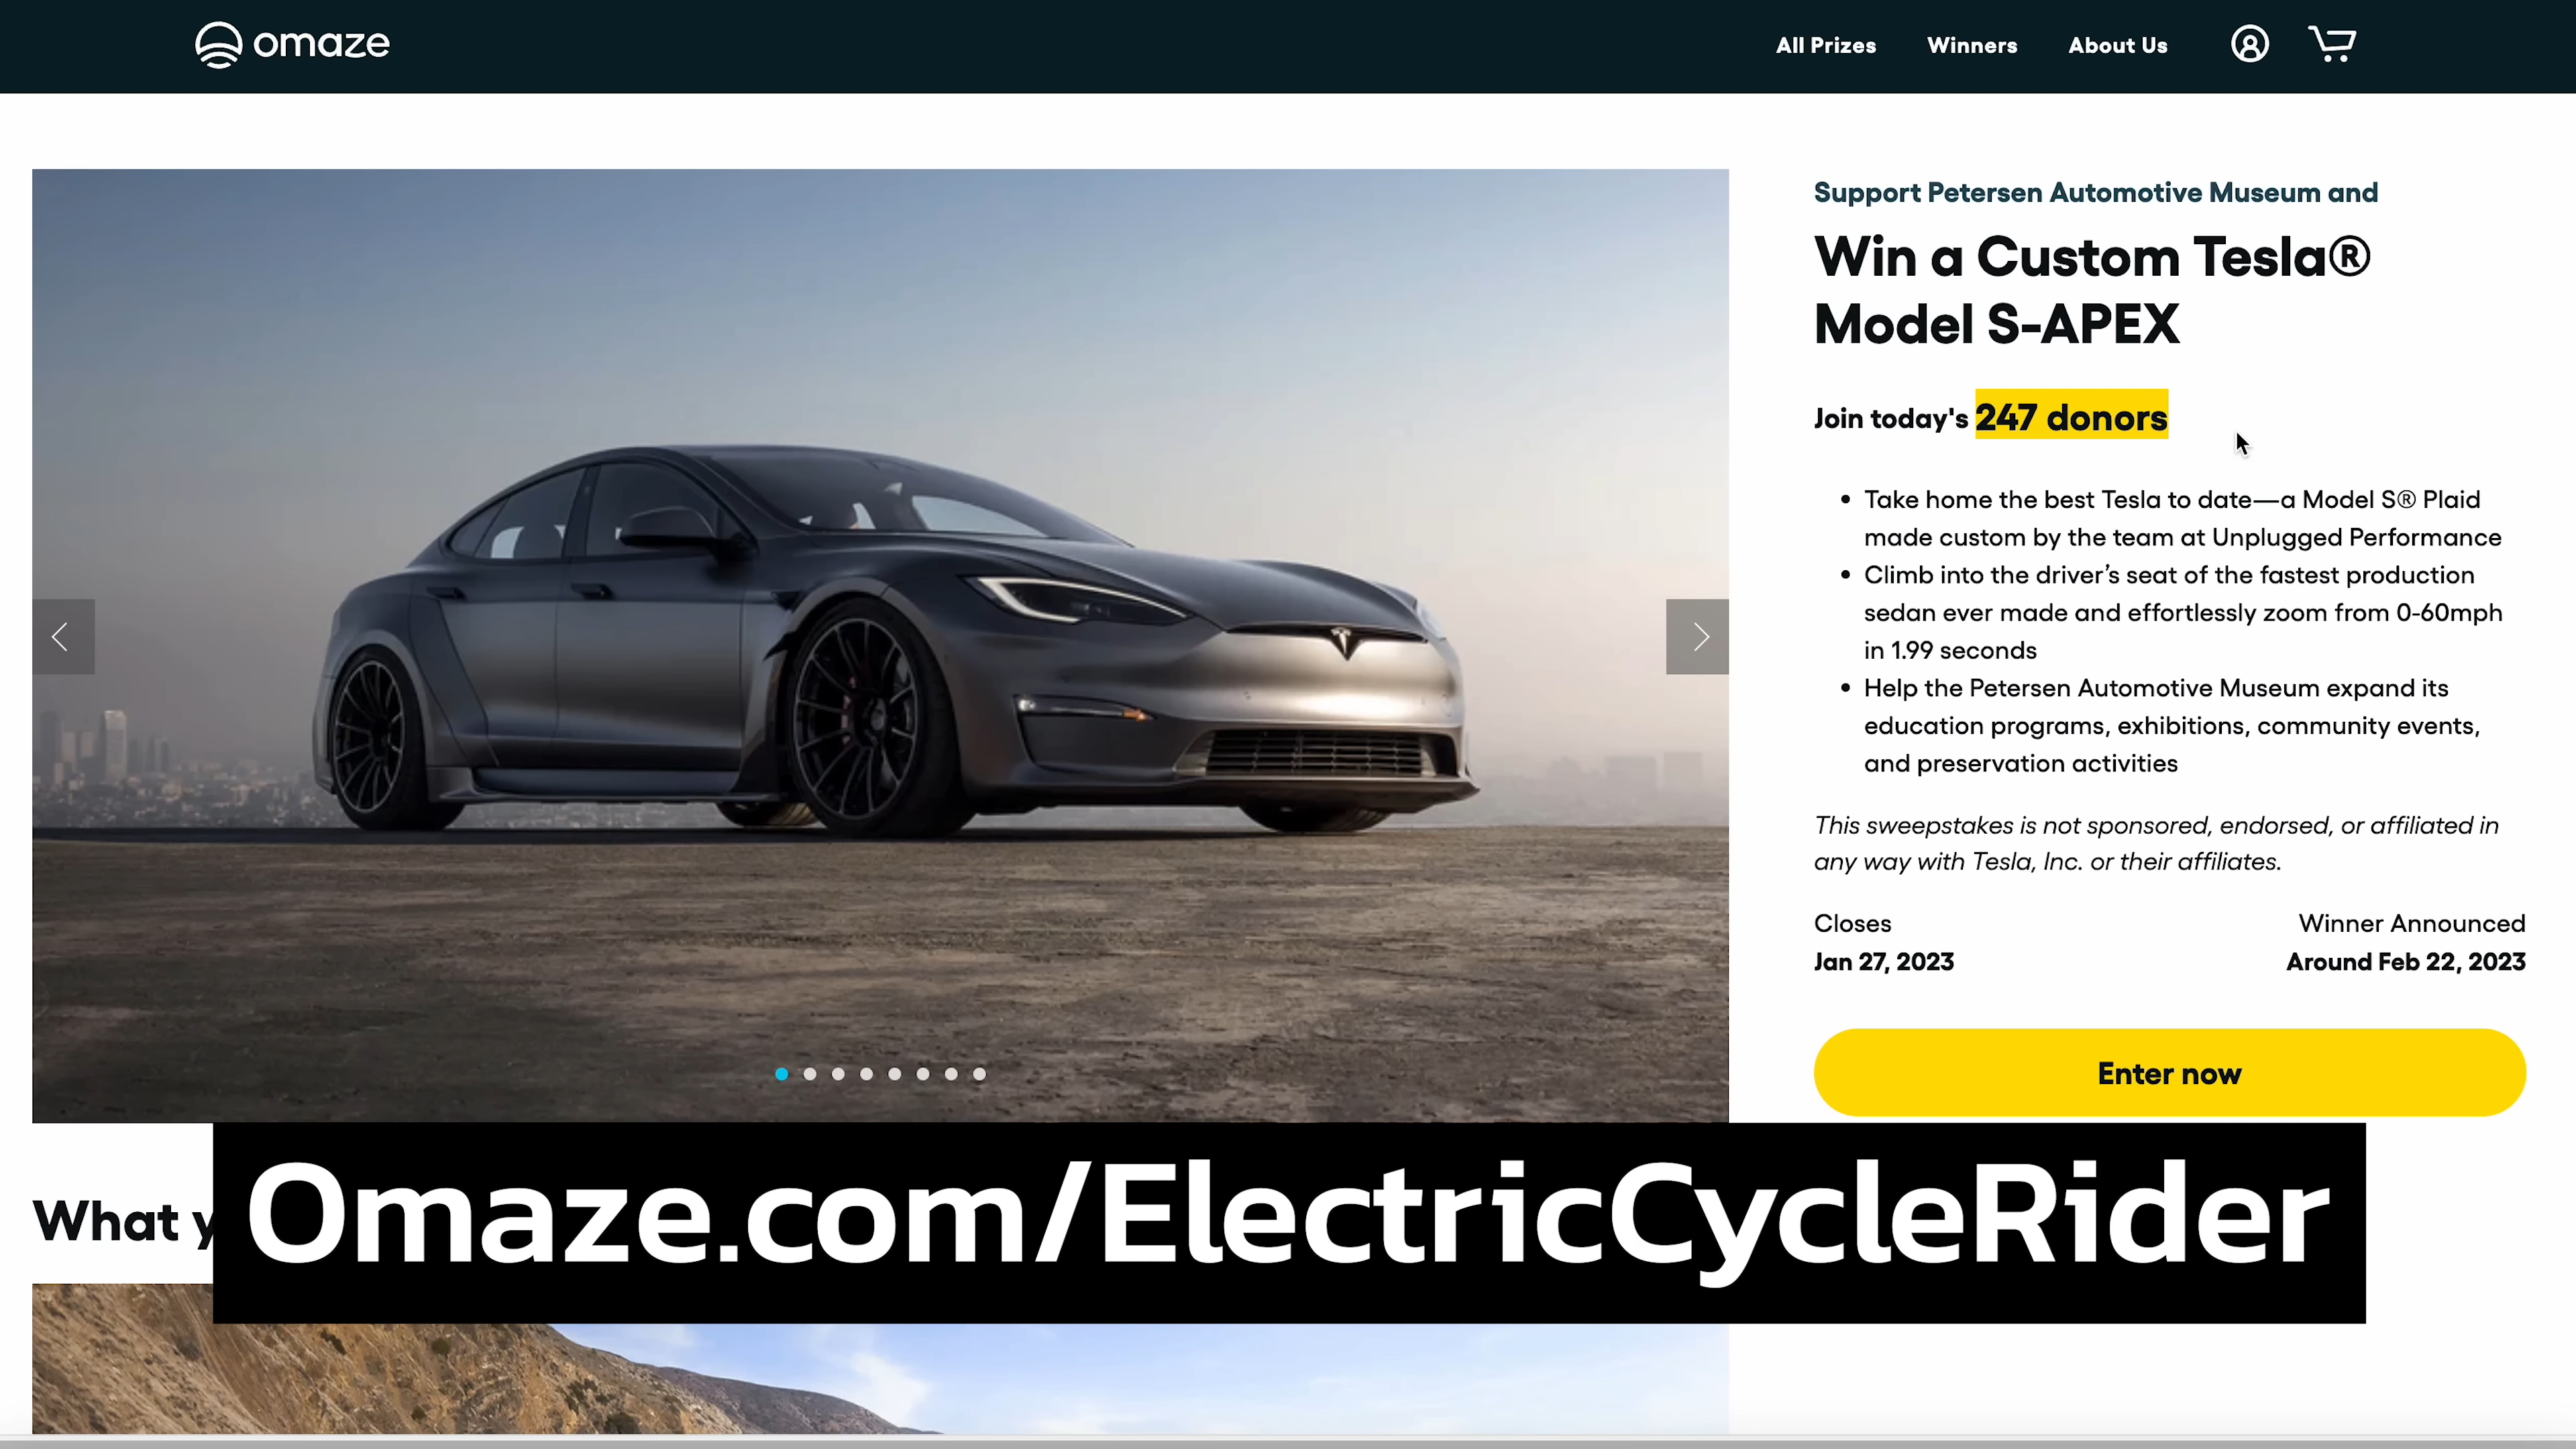 omaze
All Prizes
Winners
About Us
Support Petersen Automotive Museum and
Win a Custom Tesla®
Model S-APEX
Join today's 247 donors
• Take home the best Tesla to date—a Model S® Plaid
made custom by the team at Unplugged Performance
• Climb into the driver's seat of the fastest production
sedan ever made and effortlessly zoom from 0-60mph
in 1.99 seconds
• Help the Petersen Automotive Museum expand its
education programs, exhibitions, community events,
and preservation activities
This sweepstakes is not sponsored, endorsed, or affiliated in
any way with Tesla, Inc. or their affiliates.
Closes
Jan 27, 2023
Winner Announced
Around Feb 22, 2023
Enter now
What y
Omaze.com/ElectricCycleRider